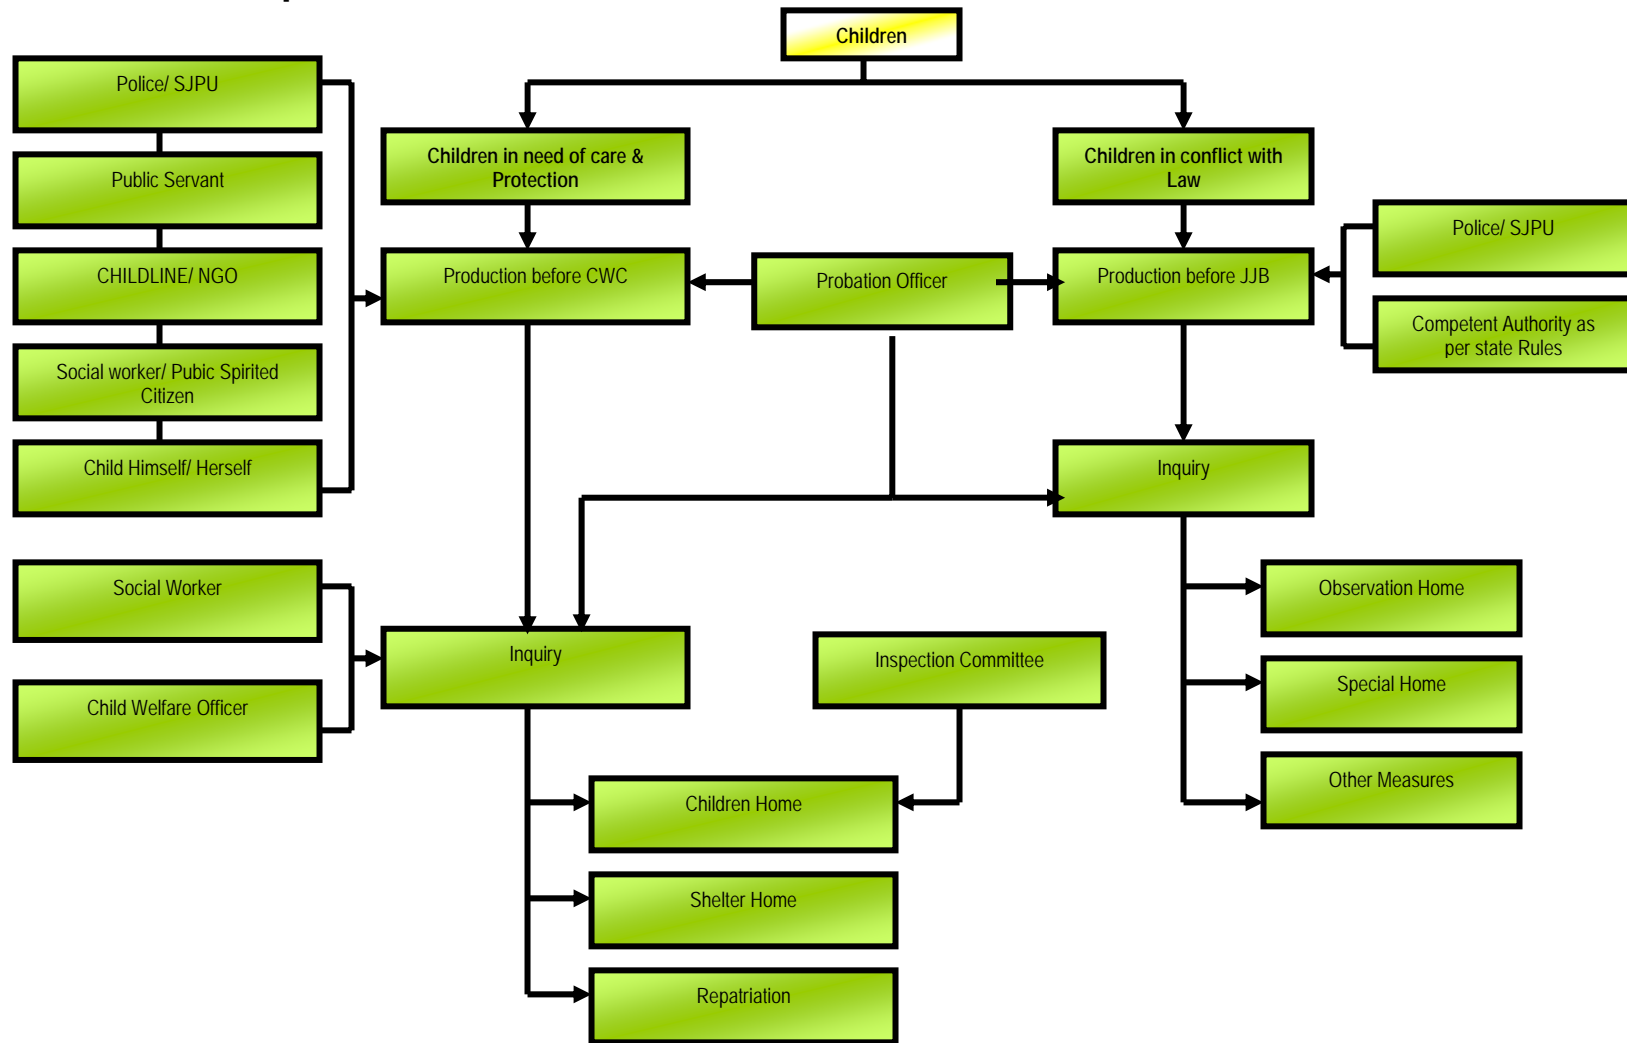 Children
Police/ SJPU
Children in need of care &
Protection
Children in conflict with
Law
Public Servant
Police/ SJPU
CHILDLINE/ NGO
Production before CWC
Probation Officer
Production before JJB
Competent Authority as
per state Rules
Social worker/ Pubic Spirited
Citizen
Child Himself/ Herself
Inquiry
Social Worker
Observation Home
Inquiry
Inspection Committee
Special Home
Child Welfare Officer
Children Home
Other Measures
Shelter Home
Repatriation